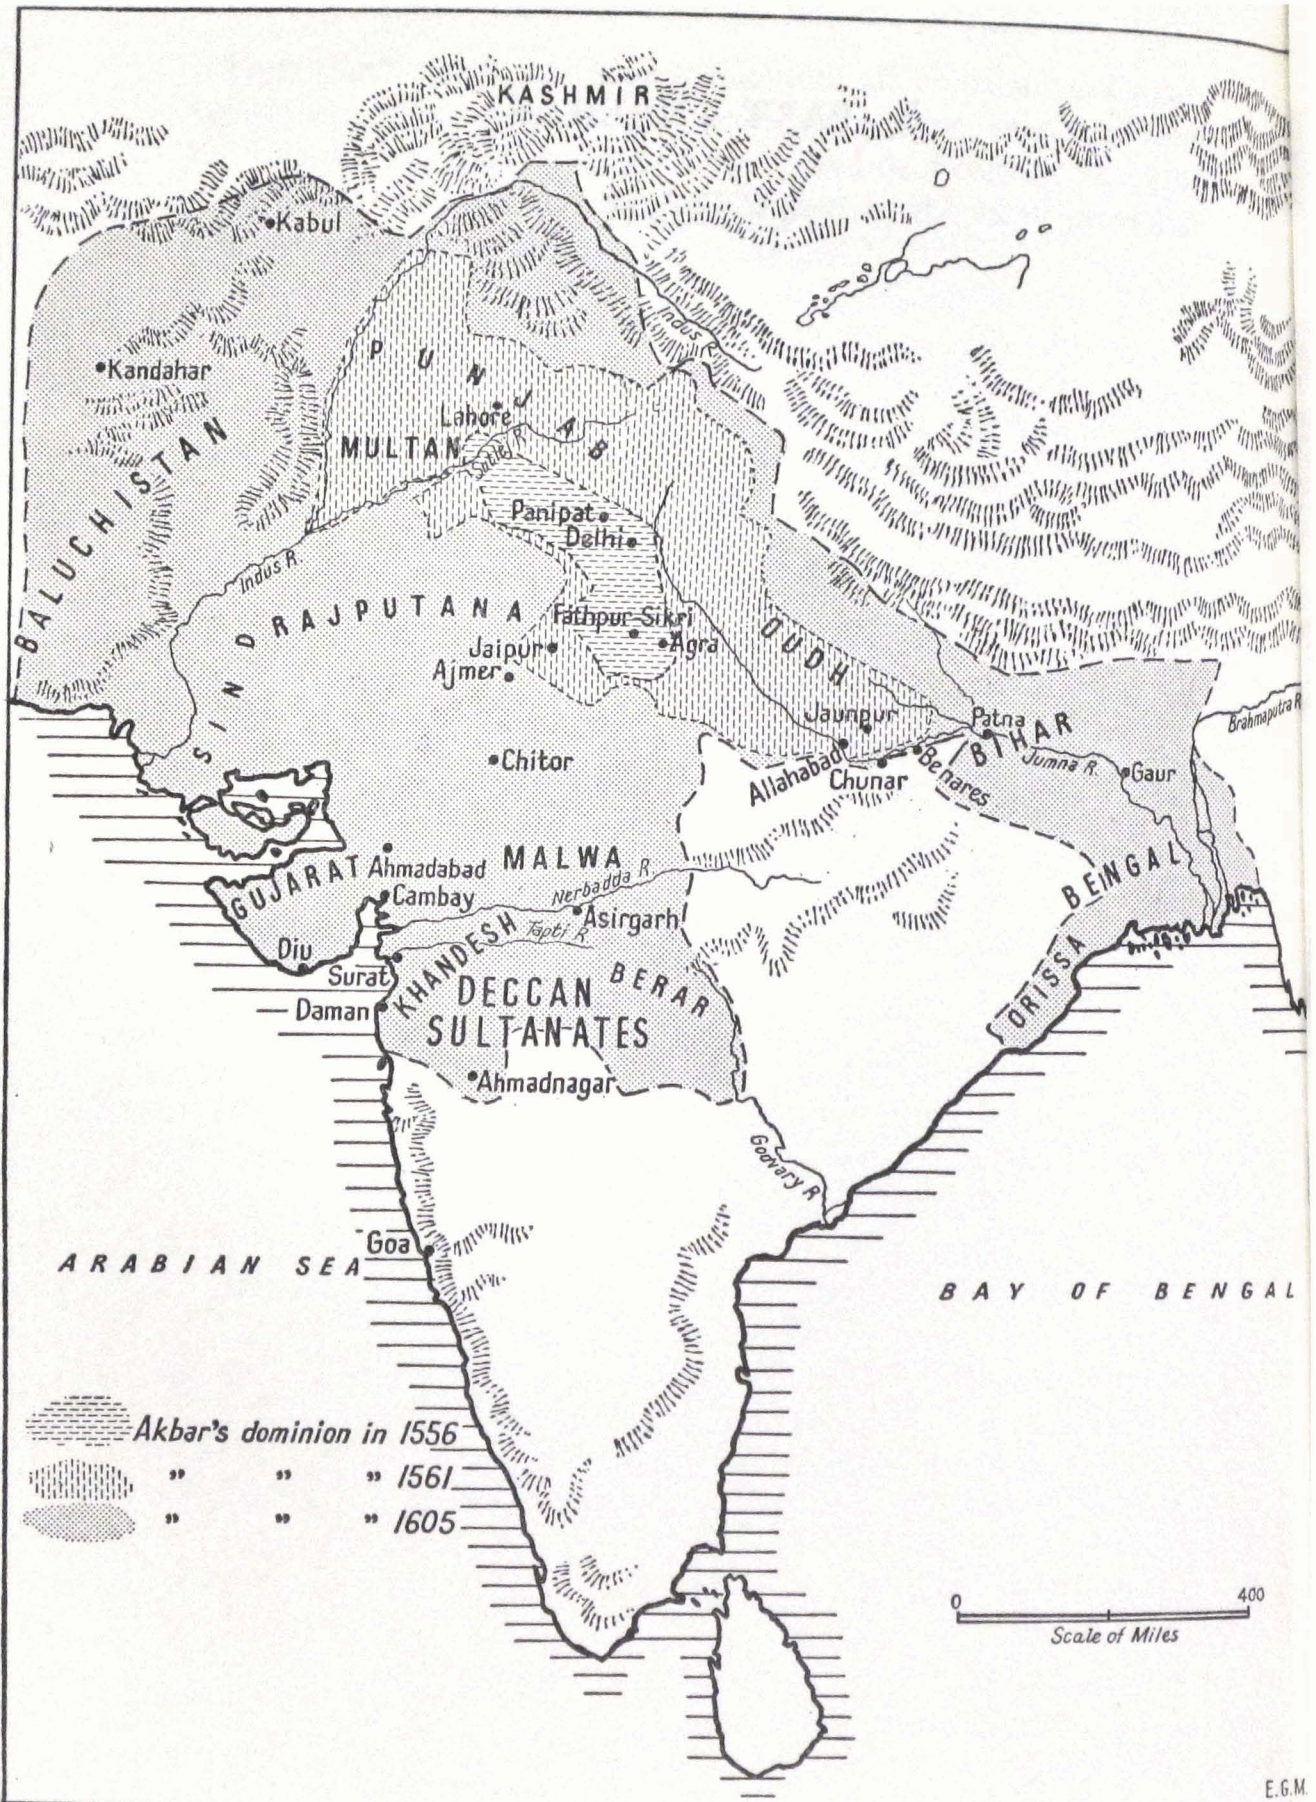 KASHMIR
Kabul
Indus R.
Kandahar
PUNJAB
Lahore
MULTAN
Sutlej R.
BALUCHISTAN
Panipat
Delhi
Indus R.
RAJPUTANA
Fathpur-Sikri
Agra
Jaipur
Ajmer
OUDH
SIND
Jaunpur
Patna
BIHAR
Brahmaputra R
Chitor
Allahabad
Chunar
Benares
Jumna R.
Gaur
GUJARAT
Ahmadabad
MALWA
Nerbadda R.
BENGAL
Cambay
Asirgarh
Tapti R
Diu
Surat
KHANDESH
BERAR
ORISSA
Daman
DECCAN
SULTANATES
Ahmadnagar
Godvary R
Goa
ARABIAN SEA
BAY OF BENGAL
Akbar's dominion in 1556
" " " 1561
" " " 1605
0 400
Scale of Miles
E.G.M.